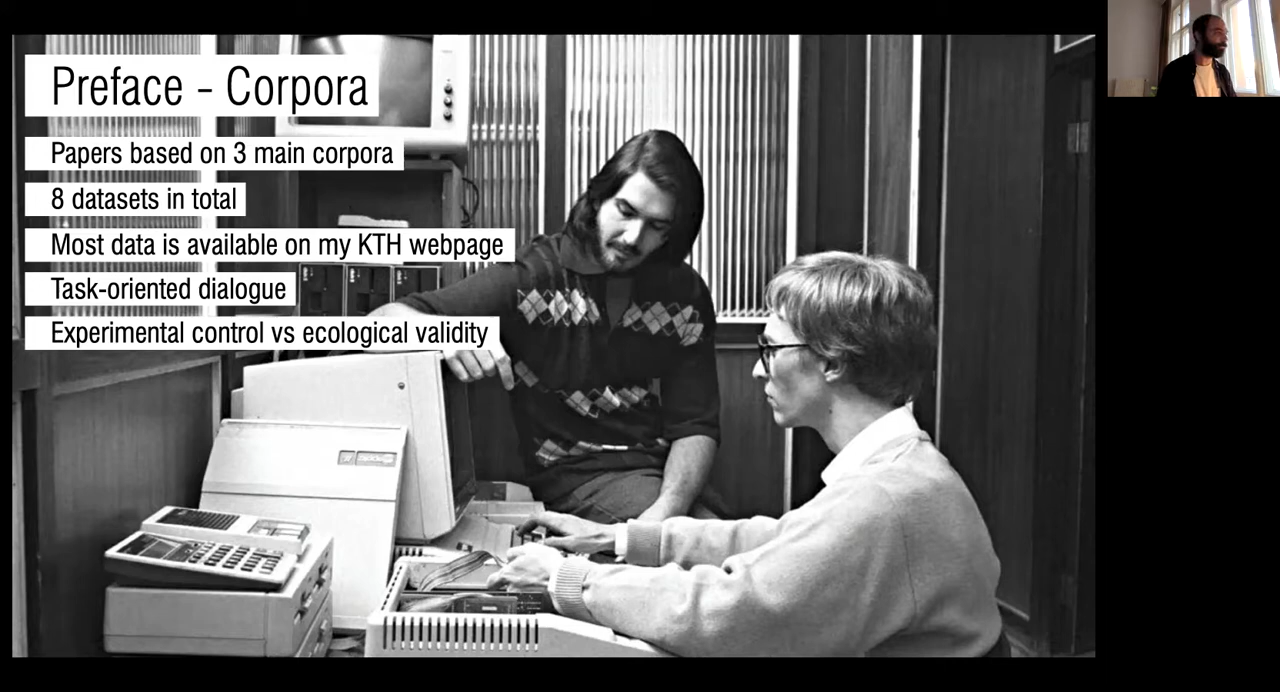 Preface - Corpora
Papers based on 3 main corpora
8 datasets in total
Most data is available on my KTH webpage
Task-oriented dialogue
Experimental control vs ecological validity